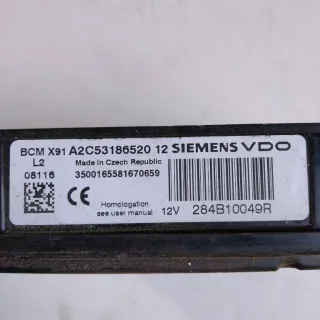 BCM X91 A2C53186520 12 SIEMENS VDO
L2 Made in Czech Republic
08116 3500165581670659
CE Homologation 12V 284B10049R
see user manual